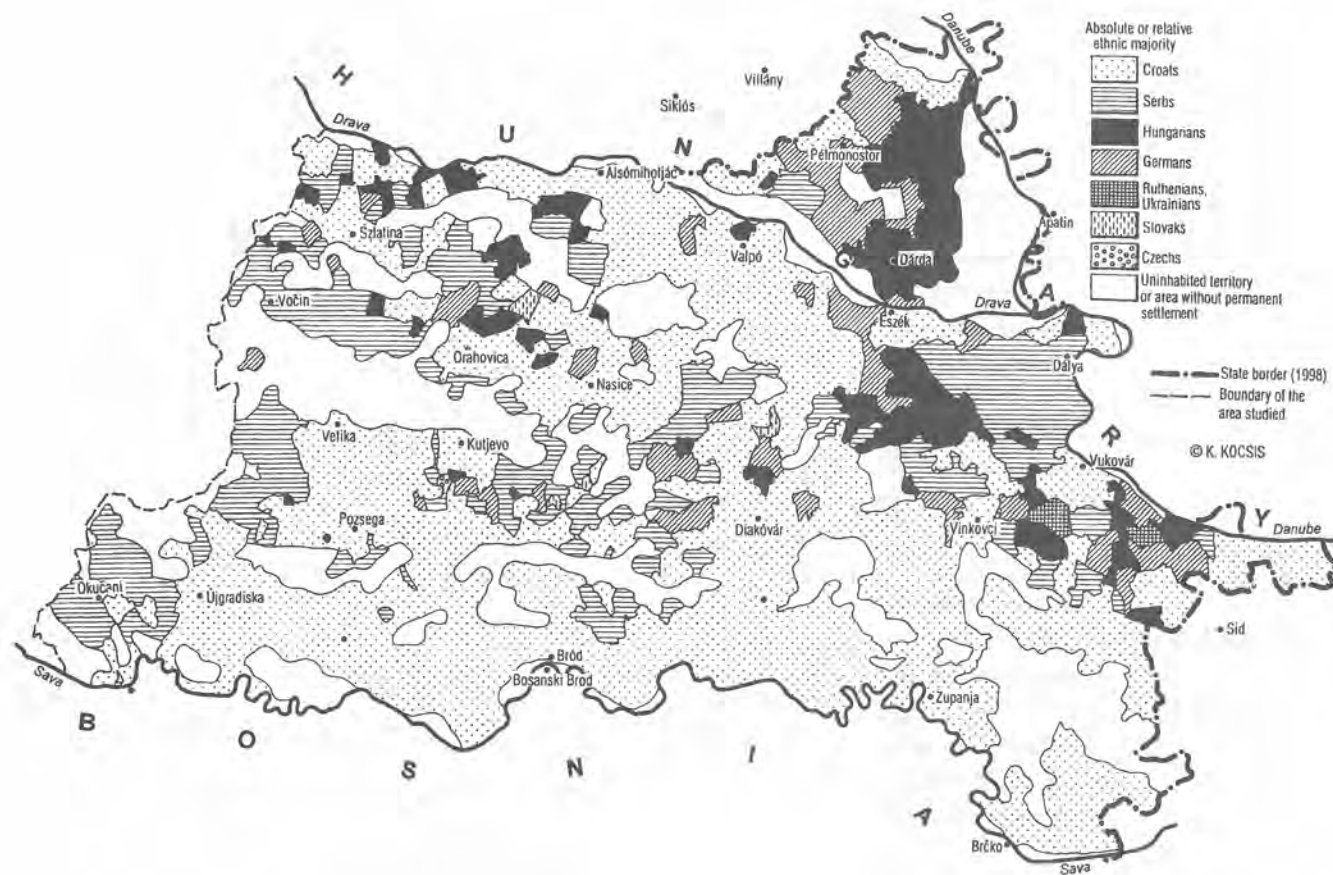 Danube
Absolute or relative
ethnic majority
Croats
Serbs
Hungarians
Germans
Ruthenians,
Ukrainians
Slovaks
Czechs
Uninhabited territory
or area without permanent
settlement
State border (1998)
Boundary of the
area studied
© K. KOCSIS
H U N G A R Y
Drava
Villány
Siklós
Pélmonostor
Alsómiholjác
Apatin
Szlatina
Valpó
Dárda
Vočin
Drava
Eszék
Orahovica
Dálya
Nasice
Velika
Kutjevo
Vukovár
Pozsega
Diakóvár
Vinkovci
Danube
Okučani
Újgradiska
Sid
Bród
Bosanski Brod
Sava
Zupanja
B O S N I A
Brčko
Sava